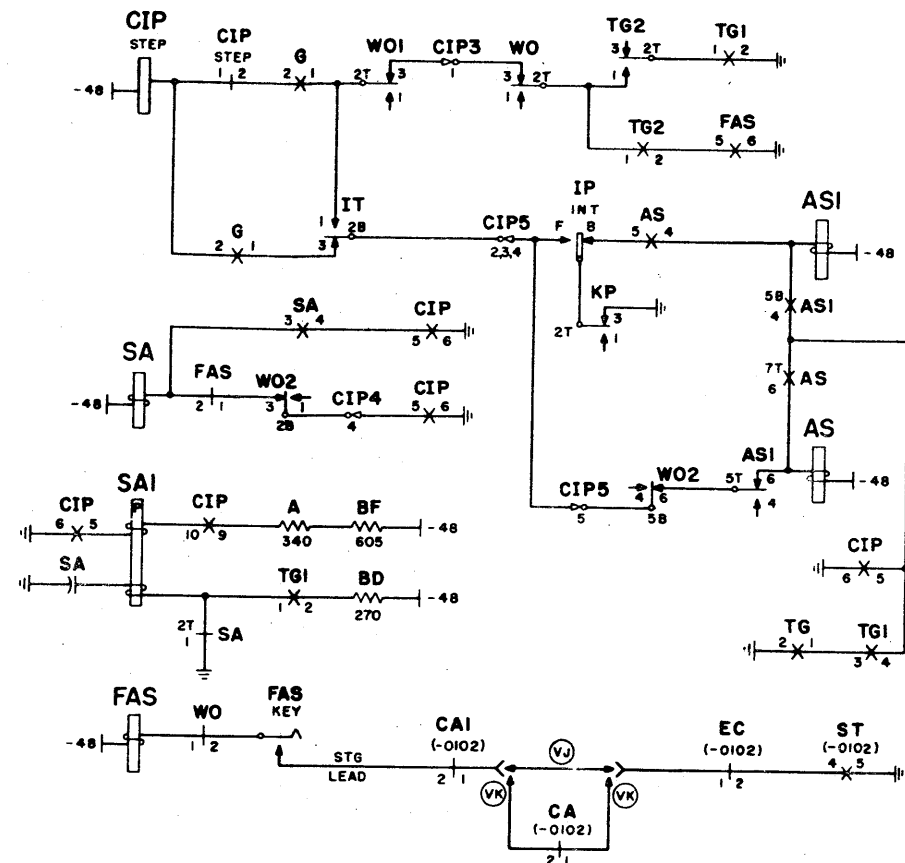 CIP
STEP
CIP
STEP
1 2
G
2 1
WO1
2T 3
1
CIP3
1
WO
3 2T
1
TG2
3 2T
1
TG1
1 2
-48
TG2
1 2
FAS
5 6
IT
1 2B
3
G
2 1
CIP5
2,3,4
IP
INT
F B
AS
5 4
AS1
-48
KP
2T 3
1
5B
4 AS1
7T
6 AS
SA
3 4
CIP
5 6
SA
-48
FAS
2 1
WO2
3 1
2B
CIP4
4
CIP
5 6
AS
-48
AS1
5T 6
4
WO2
4 6
5B
CIP5
5
SA1
P
CIP
6 5
CIP
10 9
A
340
BF
605
-48
SA
TG1
1 2
BD
270
-48
2T
1 SA
CIP
6 5
TG
2 1
TG1
3 4
FAS
-48
WO
1 2
FAS
KEY
STG
LEAD
CA1
(-0102)
2 1
VJ
VK
VK
CA
(-0102)
2 1
EC
(-0102)
1 2
ST
(-0102)
4 5